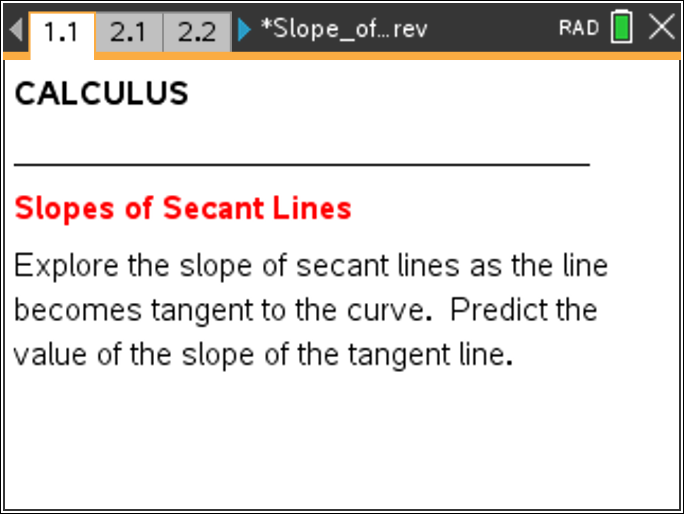 1.1 2.1 2.2 *Slope_of…rev RAD
CALCULUS
Slopes of Secant Lines
Explore the slope of secant lines as the line
becomes tangent to the curve. Predict the
value of the slope of the tangent line.